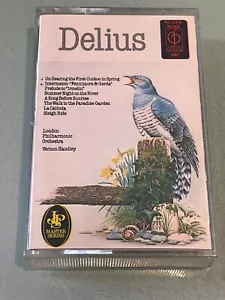 Delius
On Hearing the First Cuckoo in Spring
Intermezzo "Fennimore & Gerda"
Prelude to "Irmelin"
Summer Night on the River
A Song Before Sunrise
The Walk to the Paradise Garden
La Calinda
Sleigh Ride
London
Philharmonic
Orchestra
Vernon Handley
MASTER
SERIES